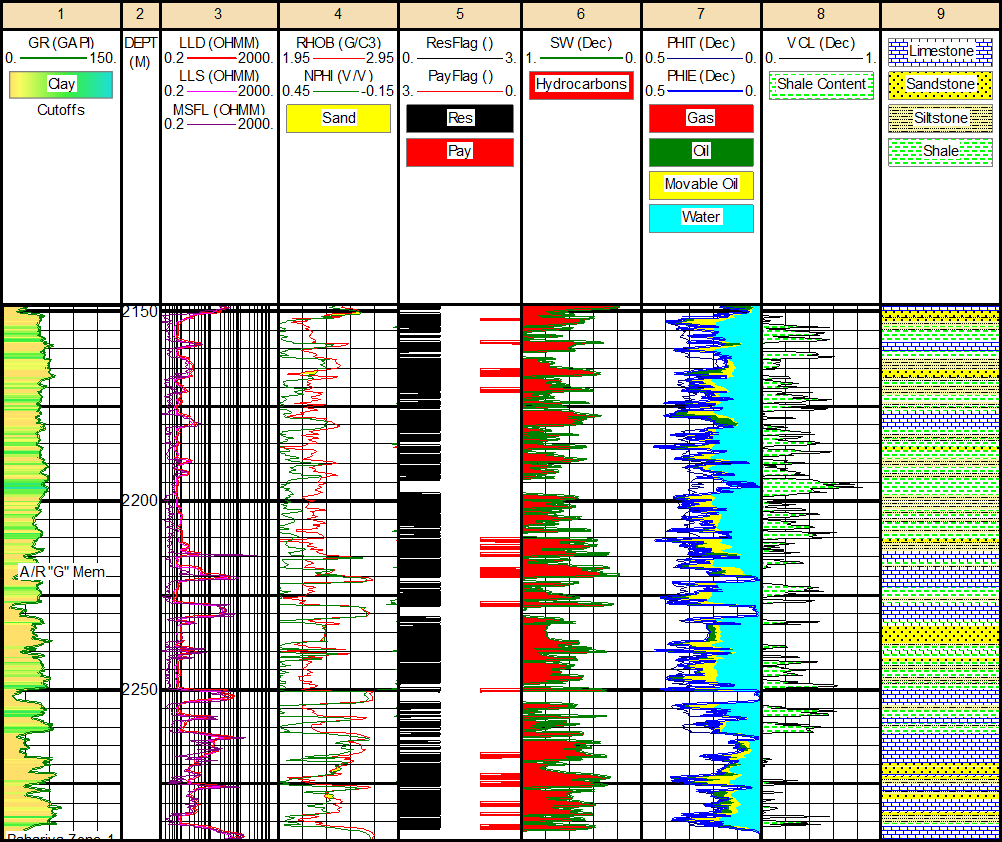 1 2 3 4 5 6 7 8 9
GR (GAPI) DEPT LLD (OHMM) RHOB (G/C3) ResFlag () SW (Dec) PHIT (Dec) VCL (Dec) Limestone
0. 150. (M) 0.2 2000. 1.95 2.95 0. 3. 1. 0. 0.5 0. 0. 1.
Clay LLS (OHMM) NPHI (V/V) PayFlag () Hydrocarbons PHIE (Dec) Shale Content Sandstone
0.2 2000. 0.45 -0.15 3. 0. 0.5 0.
Cutoffs MSFL (OHMM) Sand Res Gas Siltstone
0.2 2000.
Pay Oil Shale
Movable Oil
Water
2150
2200
A/R "G" Mem
2250
Bahariya Zone 1